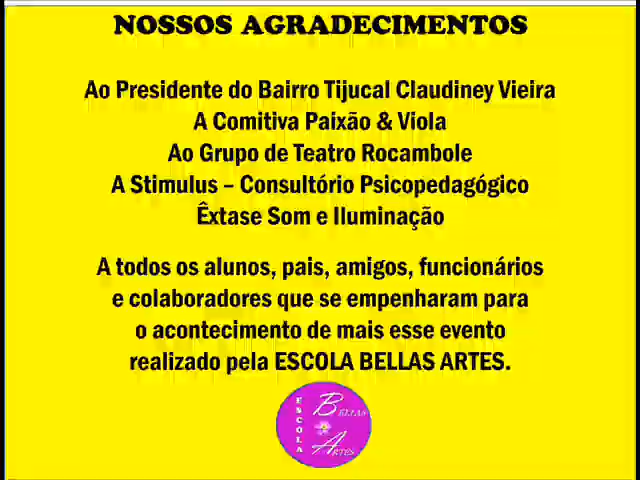 NOSSOS AGRADECIMENTOS
Ao Presidente do Bairro Tijucal Claudiney Vieira
A Comitiva Paixão & Viola
Ao Grupo de Teatro Rocambole
A Stimulus – Consultório Psicopedagógico
Êxtase Som e Iluminação
A todos os alunos, pais, amigos, funcionários
e colaboradores que se empenharam para
o acontecimento de mais esse evento
realizado pela ESCOLA BELLAS ARTES.
ESCOLA
BELLAS
ARTES